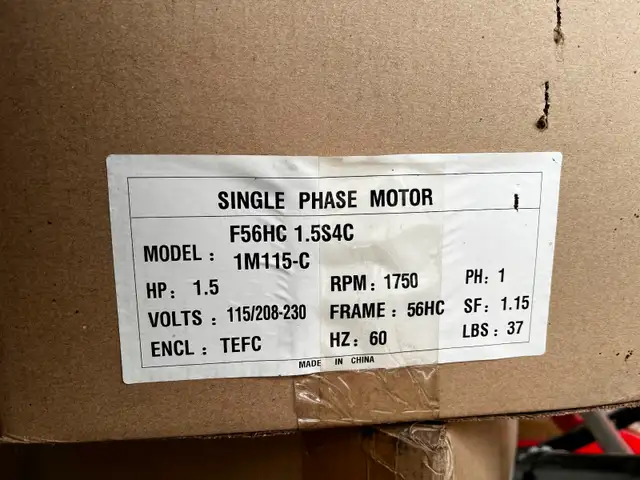 SINGLE PHASE MOTOR
F56HC 1.5S4C
MODEL : 1M115-C
HP: 1.5 RPM: 1750 PH: 1
VOLTS : 115/208-230 FRAME: 56HC SF: 1.15
ENCL : TEFC HZ: 60 LBS: 37
MADE IN CHINA